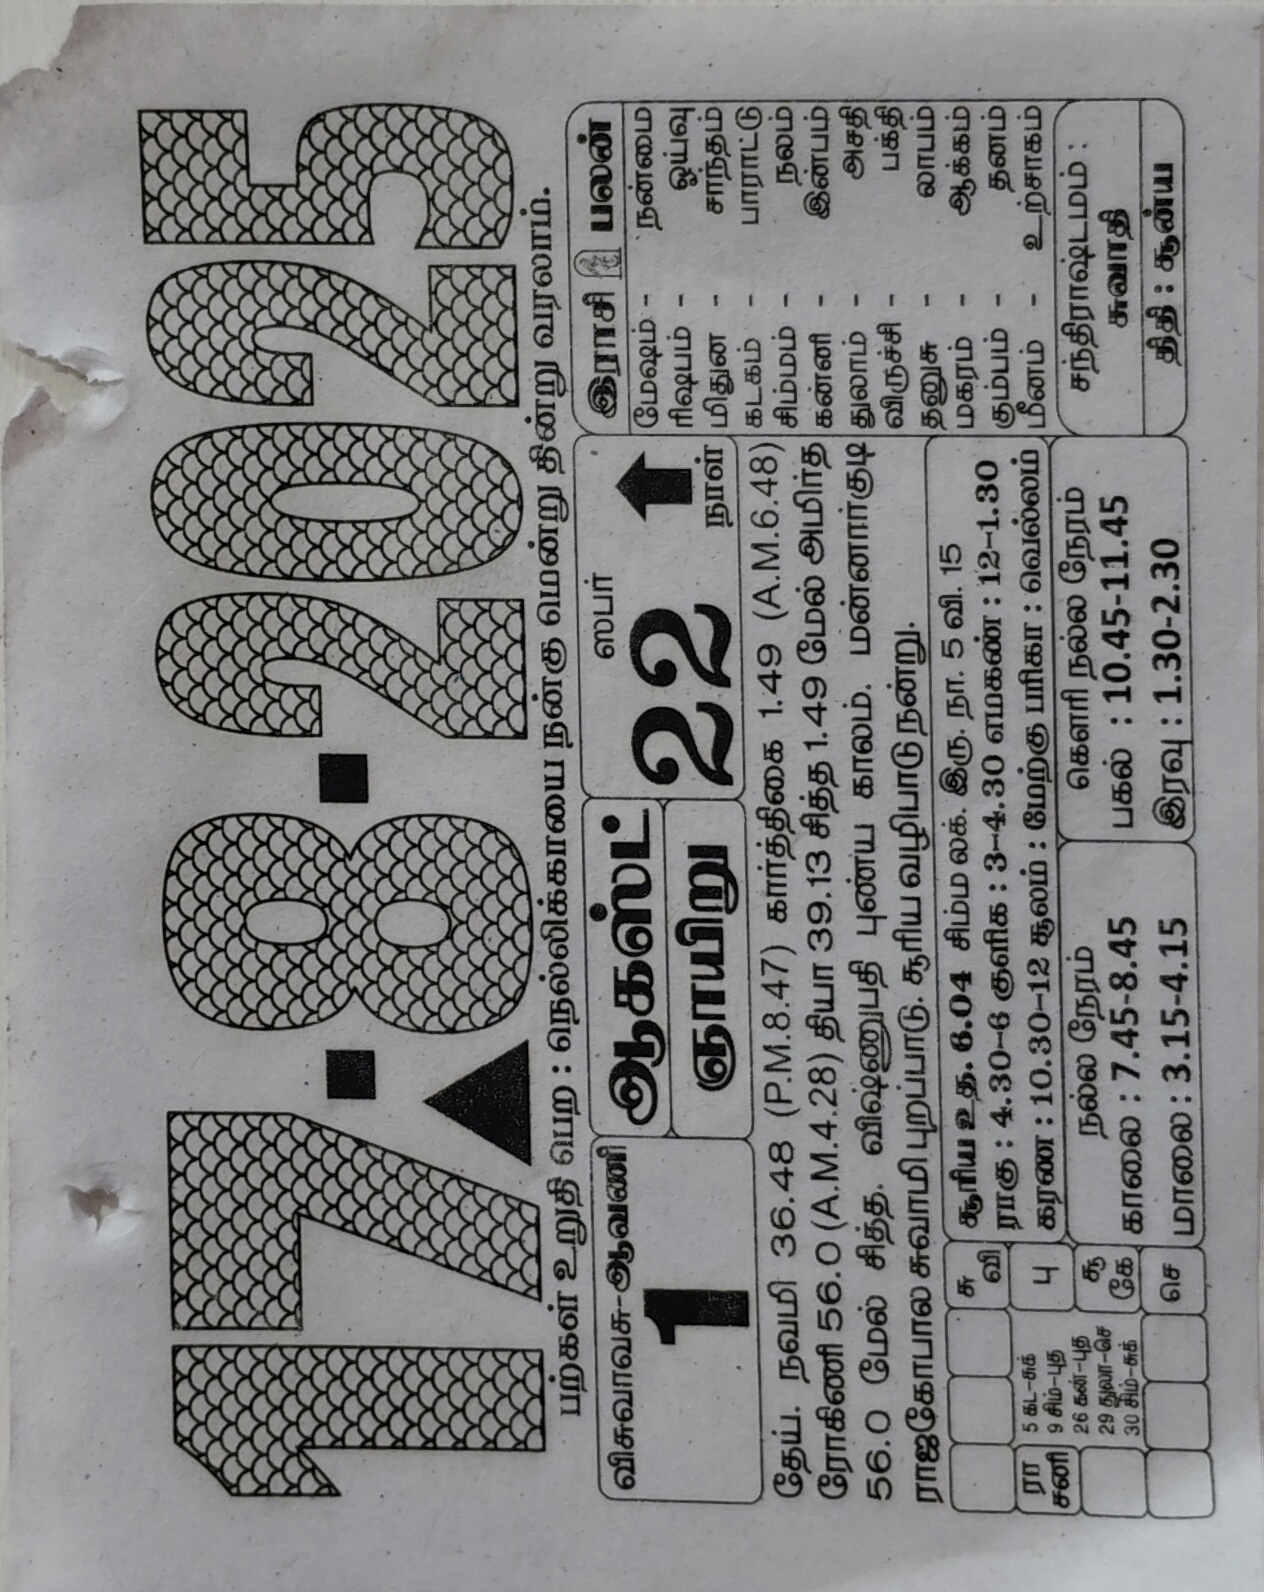 17.8.2025
பற்கள் உறுதி பெற : நெல்லிக்காயை நன்கு மென்று தின்று வரலாம்.
விசுவாவசு-ஆவணி
1
ஆகஸ்ட்
ஞாயிறு
ஸபர்
22
நாள்
தேய். நவமி 36.48 (P.M.8.47) கார்த்திகை 1.49 (A.M.6.48)
ரோகிணி 56.0 (A.M.4.28) தியா 39.13 சித்த 1.49 மேல் அமிர்த
56.0 மேல் சித்த. விஷ்ணுபதி புண்ய காலம். மன்னார்குடி
ராஜகோபால சுவாமி புறப்பாடு. சூரிய வழிபாடு நன்று.
இராசி பலன்
மேஷம் - நன்மை
ரிஷபம் - ஓய்வு
மிதுன - சாந்தம்
கடகம் - பாராட்டு
சிம்மம் - நலம்
கன்னி - இன்பம்
துலாம் - அசதி
விருச்சி - பக்தி
தனுசு - லாபம்
மகரம் - ஆக்கம்
கும்பம் - தனம்
மீனம் - உற்சாகம்
சந்திராஷ்டமம் :
சுவாதி
திதி : சூன்ய
சூரிய உத. 6.04 சிம்ம லக். இரு. நா. 5 வி. 15
ராகு : 4.30-6 குளிக : 3-4.30 எமகண் : 12-1.30
கரண : 10.30-12 சூலம் : மேற்கு பரிகா : வெல்லம்
நல்ல நேரம்
காலை : 7.45-8.45
மாலை : 3.15-4.15
கௌரி நல்ல நேரம்
பகல் : 10.45-11.45
இரவு : 1.30-2.30
சு
வி
ரா
சனி
5 கட-சுக்
9 சிம்-புத
26 கன்-புத
29 துலா-செ
30 சிம்-சுக்
பு
சூ
கே
செ